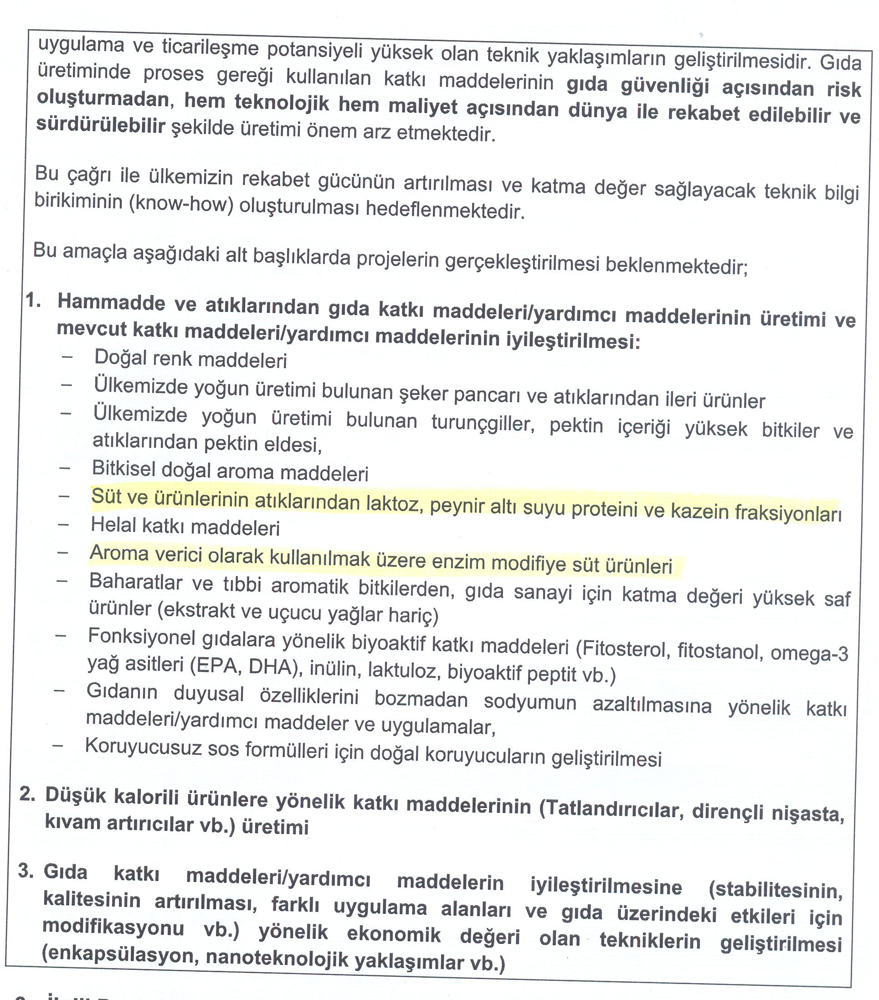 uygulama ve ticarileşme potansiyeli yüksek olan teknik yaklaşımların geliştirilmesidir. Gıda
üretiminde proses gereği kullanılan katkı maddelerinin gıda güvenliği açısından risk
oluşturmadan, hem teknolojik hem maliyet açısından dünya ile rekabet edilebilir ve
sürdürülebilir şekilde üretimi önem arz etmektedir.
Bu çağrı ile ülkemizin rekabet gücünün artırılması ve katma değer sağlayacak teknik bilgi
birikiminin (know-how) oluşturulması hedeflenmektedir.
Bu amaçla aşağıdaki alt başlıklarda projelerin gerçekleştirilmesi beklenmektedir;
1. Hammadde ve atıklarından gıda katkı maddeleri/yardımcı maddelerinin üretimi ve
mevcut katkı maddeleri/yardımcı maddelerinin iyileştirilmesi:
– Doğal renk maddeleri
– Ülkemizde yoğun üretimi bulunan şeker pancarı ve atıklarından ileri ürünler
– Ülkemizde yoğun üretimi bulunan turunçgiller, pektin içeriği yüksek bitkiler ve
atıklarından pektin eldesi,
– Bitkisel doğal aroma maddeleri
– Süt ve ürünlerinin atıklarından laktoz, peynir altı suyu proteini ve kazein fraksiyonları
– Helal katkı maddeleri
– Aroma verici olarak kullanılmak üzere enzim modifiye süt ürünleri
– Baharatlar ve tıbbi aromatik bitkilerden, gıda sanayi için katma değeri yüksek saf
ürünler (ekstrakt ve uçucu yağlar hariç)
– Fonksiyonel gıdalara yönelik biyoaktif katkı maddeleri (Fitosterol, fitostanol, omega-3
yağ asitleri (EPA, DHA), inülin, laktuloz, biyoaktif peptit vb.)
– Gıdanın duyusal özelliklerini bozmadan sodyumun azaltılmasına yönelik katkı
maddeleri/yardımcı maddeler ve uygulamalar,
– Koruyucusuz sos formülleri için doğal koruyucuların geliştirilmesi
2. Düşük kalorili ürünlere yönelik katkı maddelerinin (Tatlandırıcılar, dirençli nişasta,
kıvam artırıcılar vb.) üretimi
3. Gıda katkı maddeleri/yardımcı maddelerin iyileştirilmesine (stabilitesinin,
kalitesinin artırılması, farklı uygulama alanları ve gıda üzerindeki etkileri için
modifikasyonu vb.) yönelik ekonomik değeri olan tekniklerin geliştirilmesi
(enkapsülasyon, nanoteknolojik yaklaşımlar vb.)